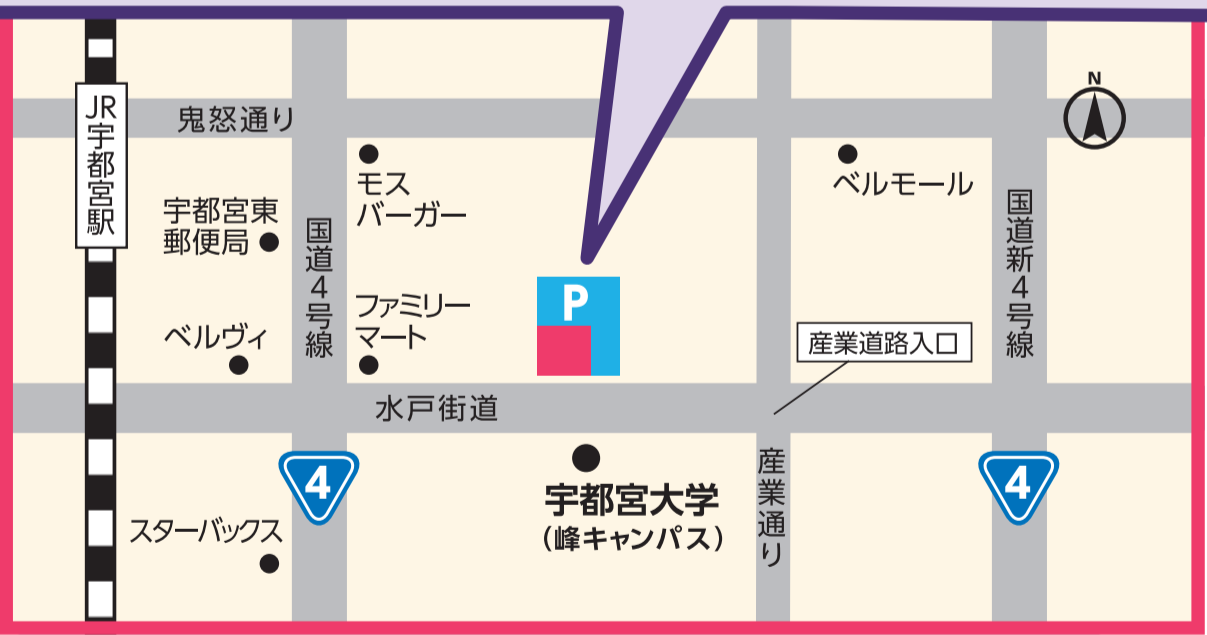 N
鬼怒通り
JR宇都宮駅
モス
バーガー
ベルモール
宇都宮東
郵便局
国道4号線
国道新4号線
P
ファミリー
マート
ベルヴィ
産業道路入口
水戸街道
4
宇都宮大学
(峰キャンパス)
産業通り
4
スターバックス